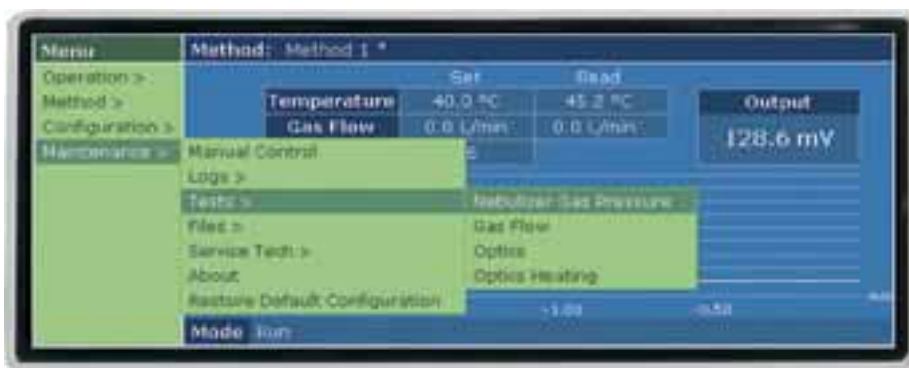 Menu
Method: Method 1 *
Operation >
Method >
Configuration >
Maintenance >
Set Read
Temperature 40.0 °C 45.2 °C
Gas Flow 0.0 L/min 0.0 L/min
Output
128.6 mV
Manual Control
Logs >
Tests >
Files >
Service Tech >
About
Restore Default Configuration
Nebulizer Gas Pressure
Gas Flow
Optics
Optics Heating
-1.00 -0.50
Mode Run